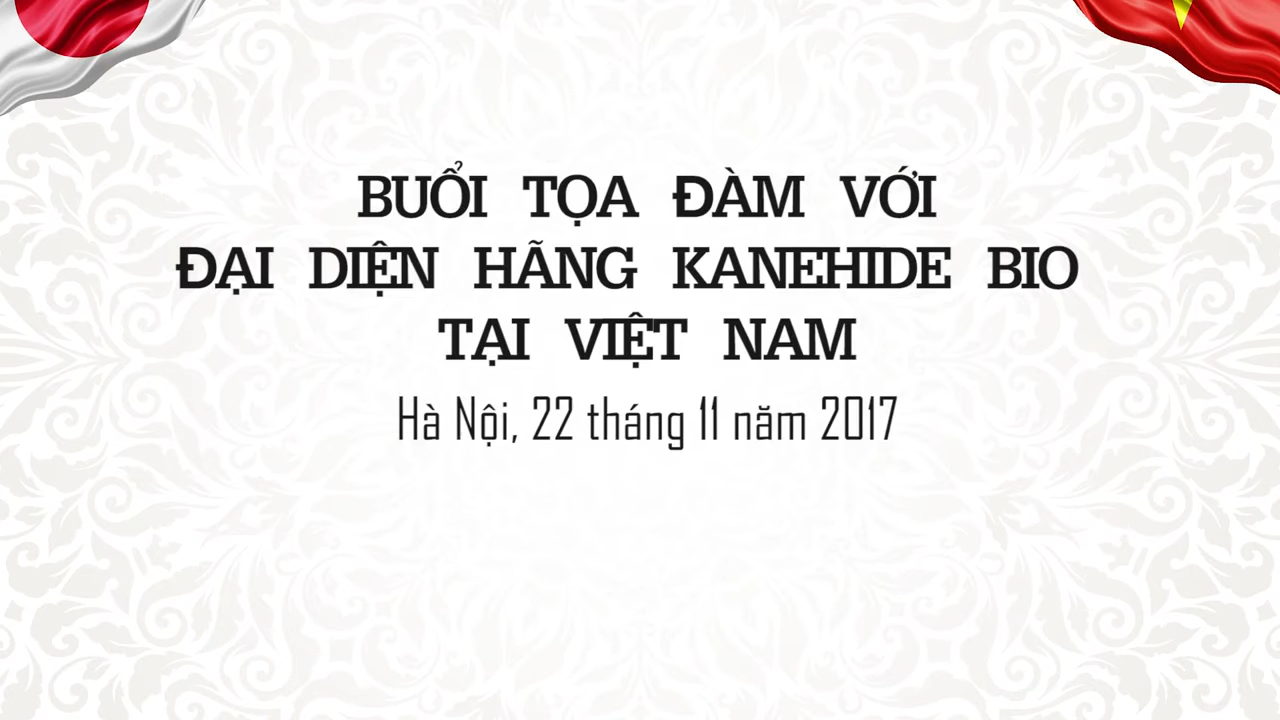 BUỔI TỌA ĐÀM VỚI
ĐẠI DIỆN HÃNG KANEHIDE BIO
TẠI VIỆT NAM
Hà Nội, 22 tháng 11 năm 2017